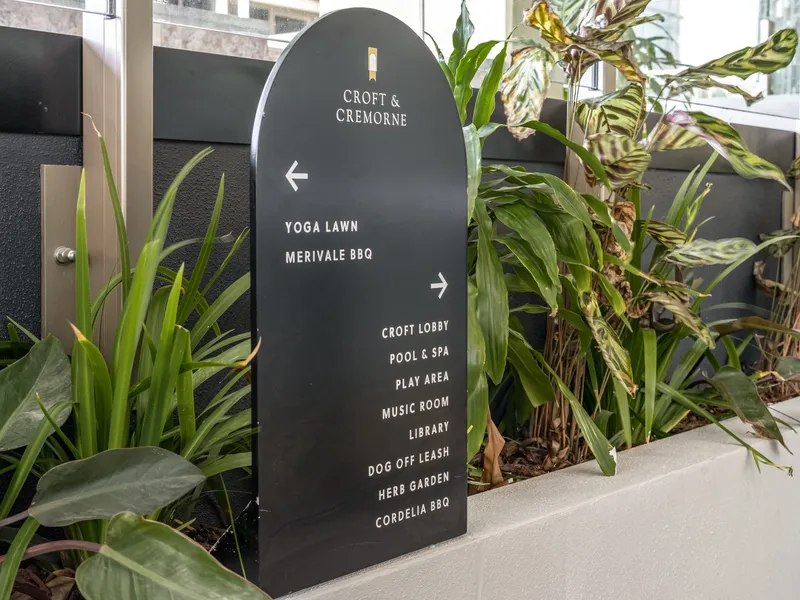 CROFT &
CREMORNE
←
YOGA LAWN
MERIVALE BBQ
→
CROFT LOBBY
POOL & SPA
PLAY AREA
MUSIC ROOM
LIBRARY
DOG OFF LEASH
HERB GARDEN
CORDELIA BBQ